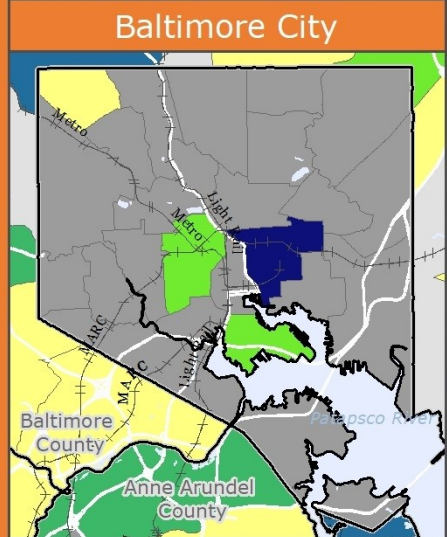 Baltimore City
Metro
Light Rail
Metro
MARC
MARC
Light Rail
Patapsco River
Baltimore
County
Anne Arundel
County